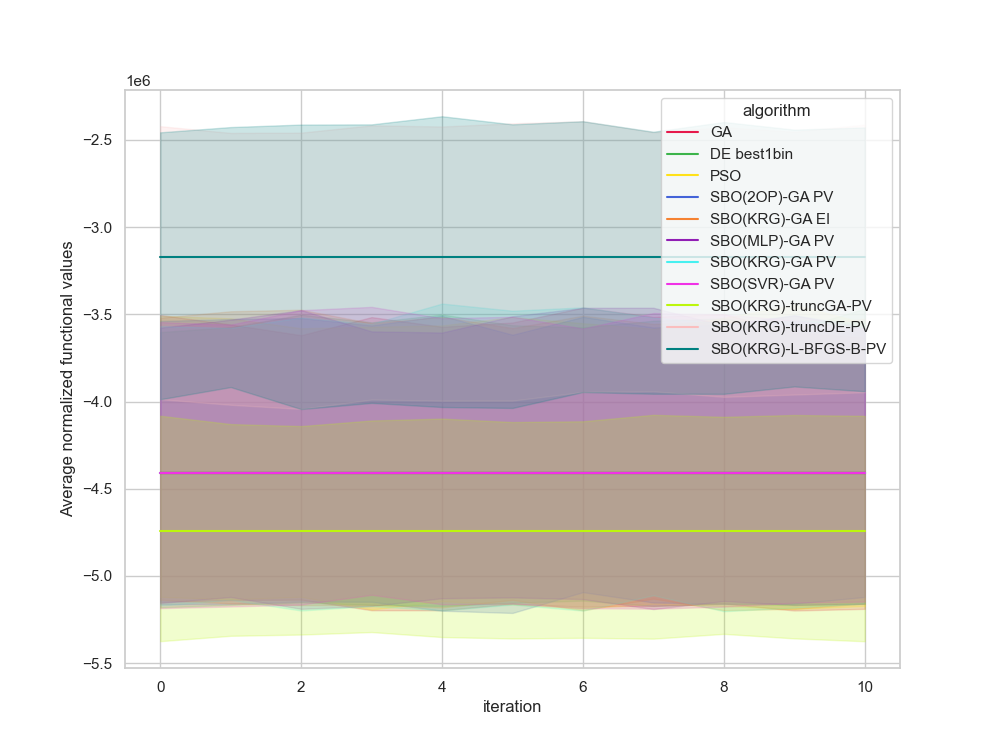 1e6
algorithm
GA
DE best1bin
PSO
SBO(2OP)-GA PV
SBO(KRG)-GA EI
SBO(MLP)-GA PV
SBO(KRG)-GA PV
SBO(SVR)-GA PV
SBO(KRG)-truncGA-PV
SBO(KRG)-truncDE-PV
SBO(KRG)-L-BFGS-B-PV
−2.5
−3.0
−3.5
−4.0
−4.5
−5.0
−5.5
Average normalized functional values
0 2 4 6 8 10
iteration